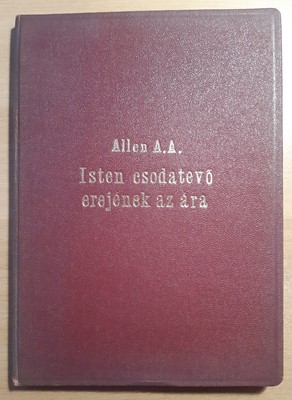 Allen A.A.
Isten csodatevő
erejének az ára